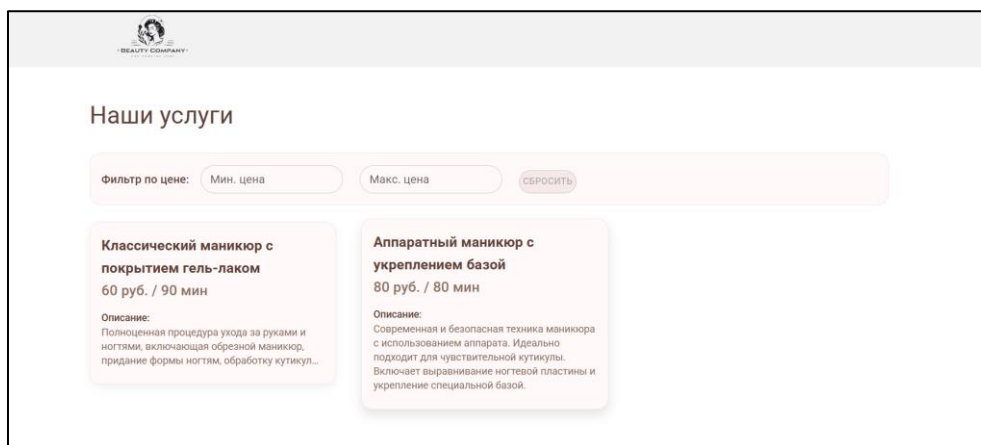 BEAUTY COMPANY
Наши услуги
Фильтр по цене: Мин. цена Макс. цена СБРОСИТЬ
Классический маникюр с
покрытием гель-лаком
60 руб. / 90 мин
Описание:
Полноценная процедура ухода за руками и
ногтями, включающая обрезной маникюр,
придание формы ногтям, обработку кутикул...
Аппаратный маникюр с
укреплением базой
80 руб. / 80 мин
Описание:
Современная и безопасная техника маникюра
с использованием аппарата. Идеально
подходит для чувствительной кутикулы.
Включает выравнивание ногтевой пластины и
укрепление специальной базой.